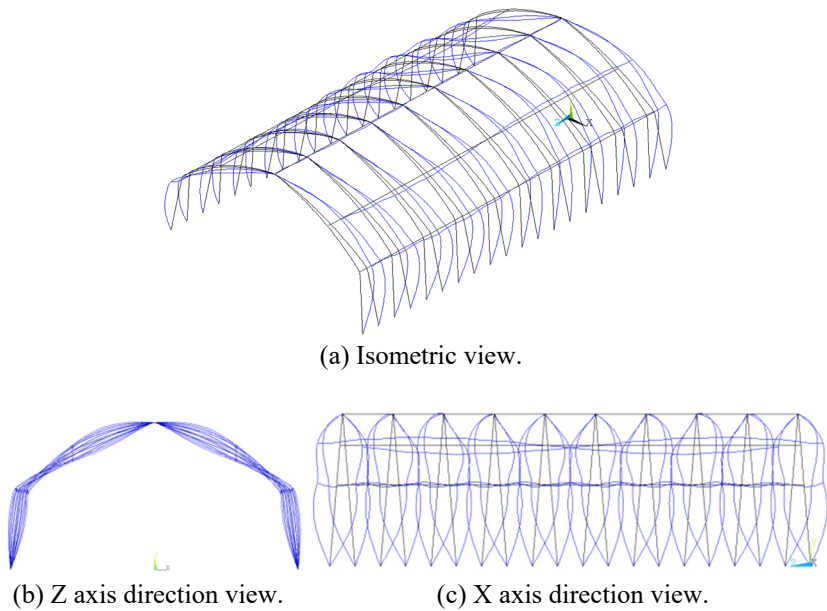 Z
X
(a) Isometric view.
Y
X
Y
Z
X
(b) Z axis direction view.
(c) X axis direction view.